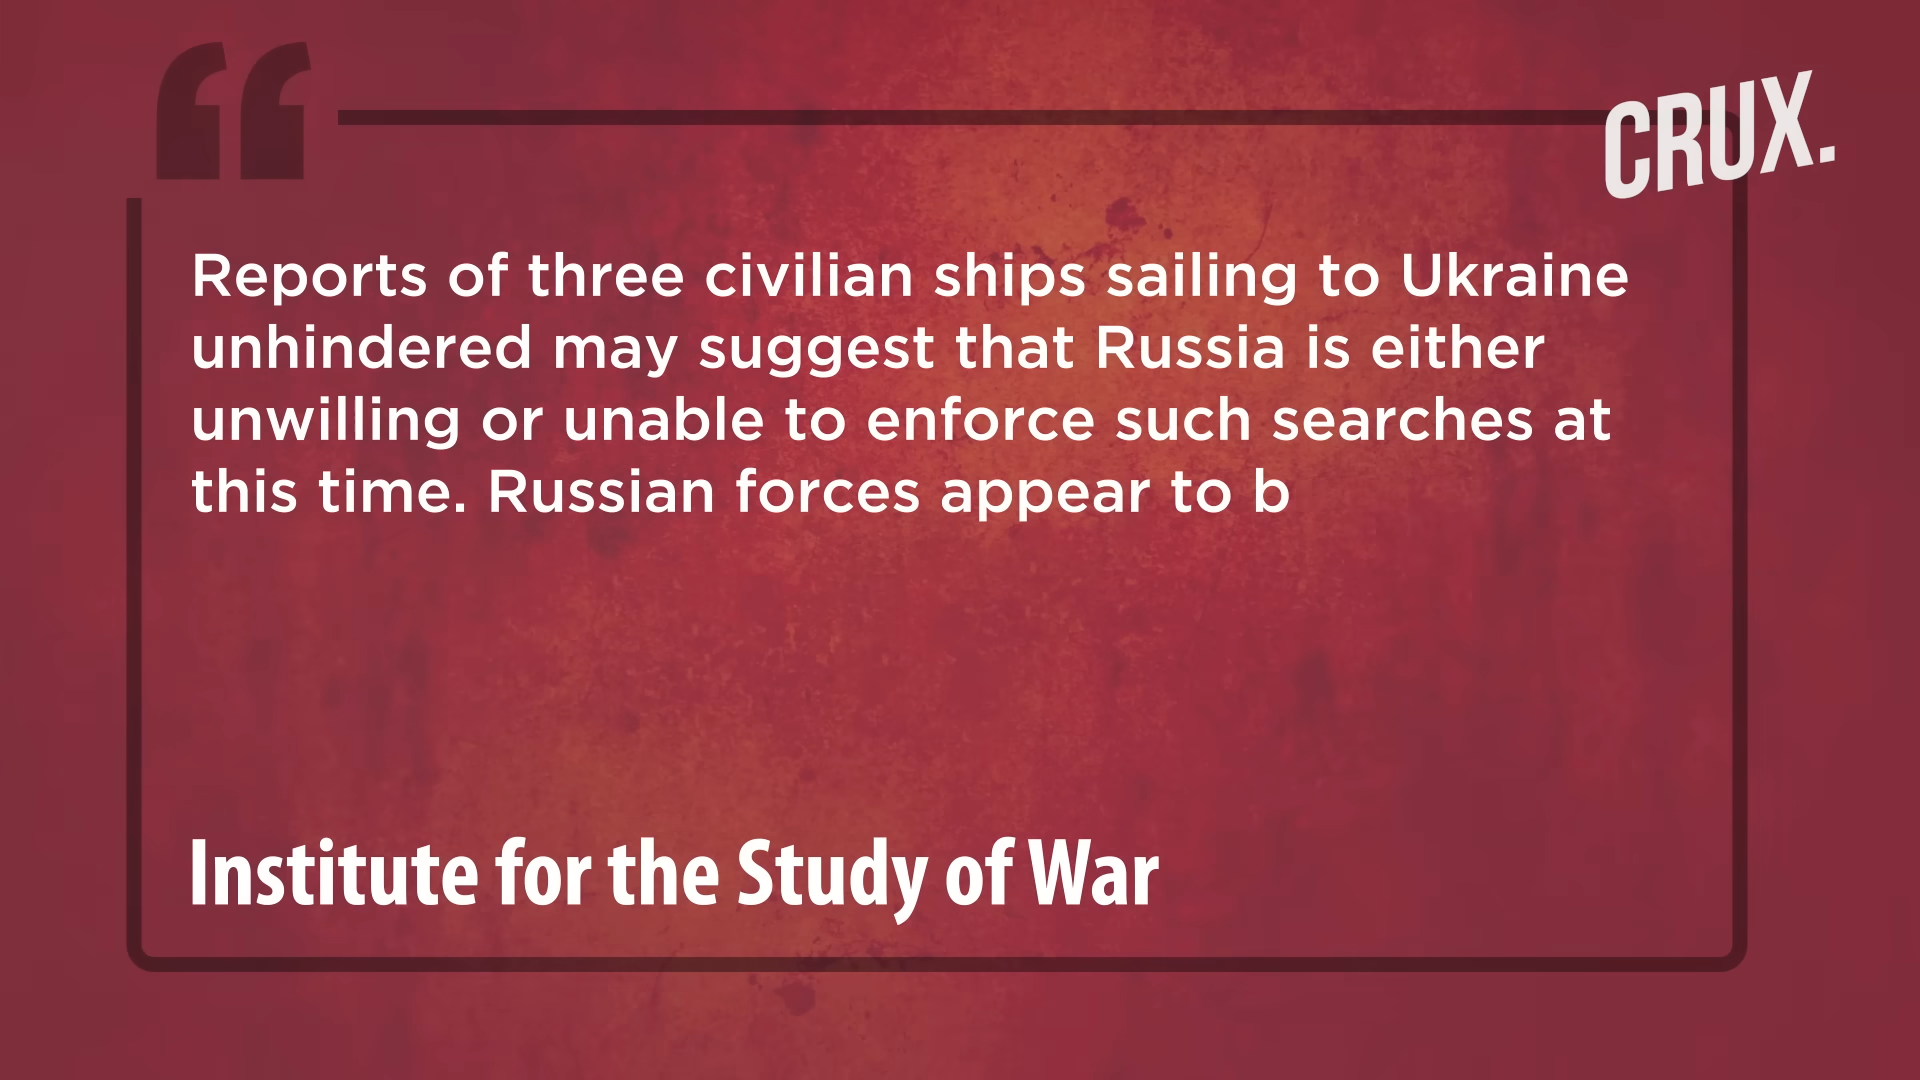 CRUX.
Reports of three civilian ships sailing to Ukraine
unhindered may suggest that Russia is either
unwilling or unable to enforce such searches at
this time. Russian forces appear to b
Institute for the Study of War